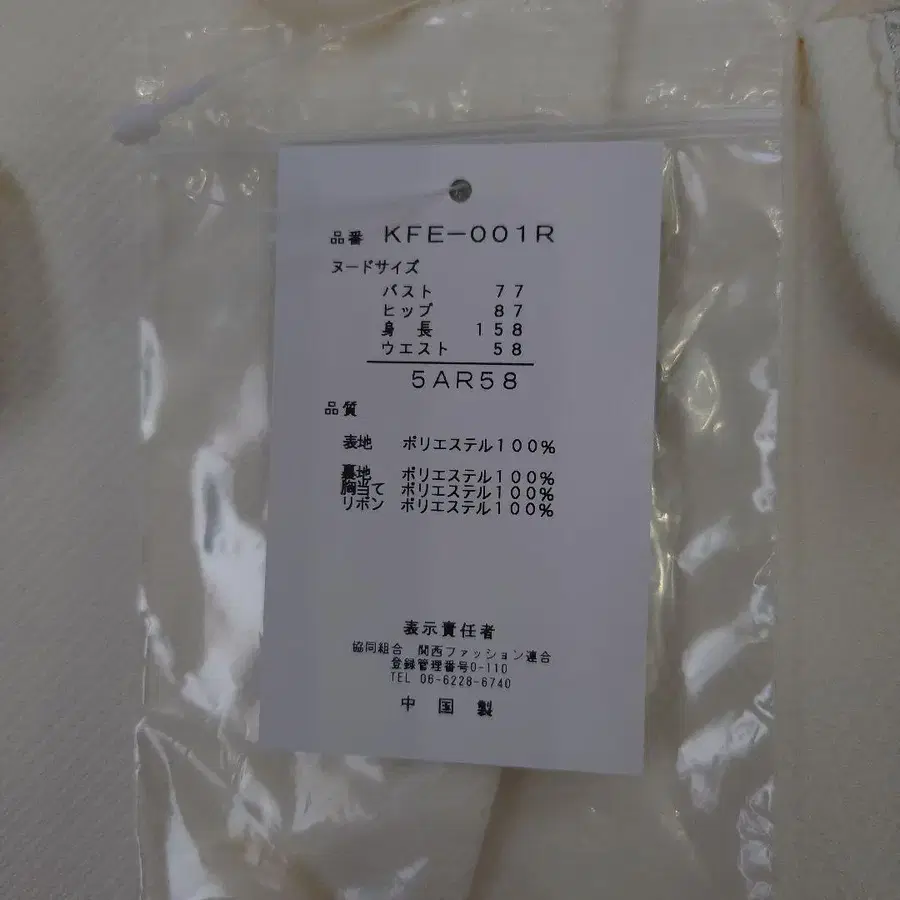 品番 KFE-001R
ヌードサイズ
バスト 77
ヒップ 87
身長 158
ウエスト 58
5AR58
品質
表地 ポリエステル100%
裏地 ポリエステル100%
胸当て ポリエステル100%
リボン ポリエステル100%
表示責任者
協同組合 関西ファッション連合
登録管理番号0-110
TEL 06-6228-6740
中国製